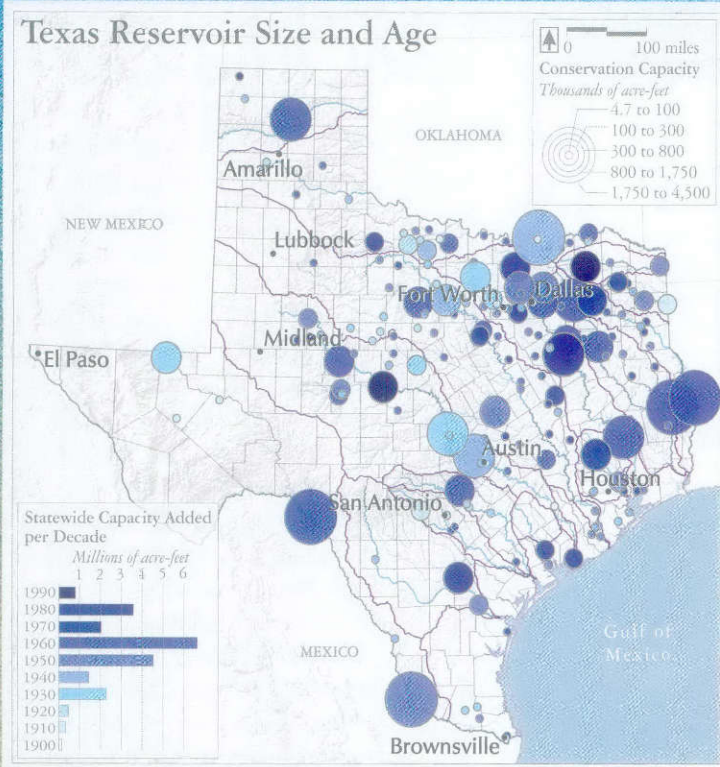 Texas Reservoir Size and Age
0 100 miles
Conservation Capacity
Thousands of acre-feet
4.7 to 100
100 to 300
300 to 800
800 to 1,750
1,750 to 4,500
OKLAHOMA
Amarillo
NEW MEXICO
Lubbock
Fort Worth
Dallas
Midland
El Paso
Austin
Houston
San Antonio
Statewide Capacity Added
per Decade
Millions of acre-feet
1 2 3 4 5 6
1990
1980
1970
1960
1950
1940
1930
1920
1910
1900
MEXICO
Gulf of
Mexico
Brownsville